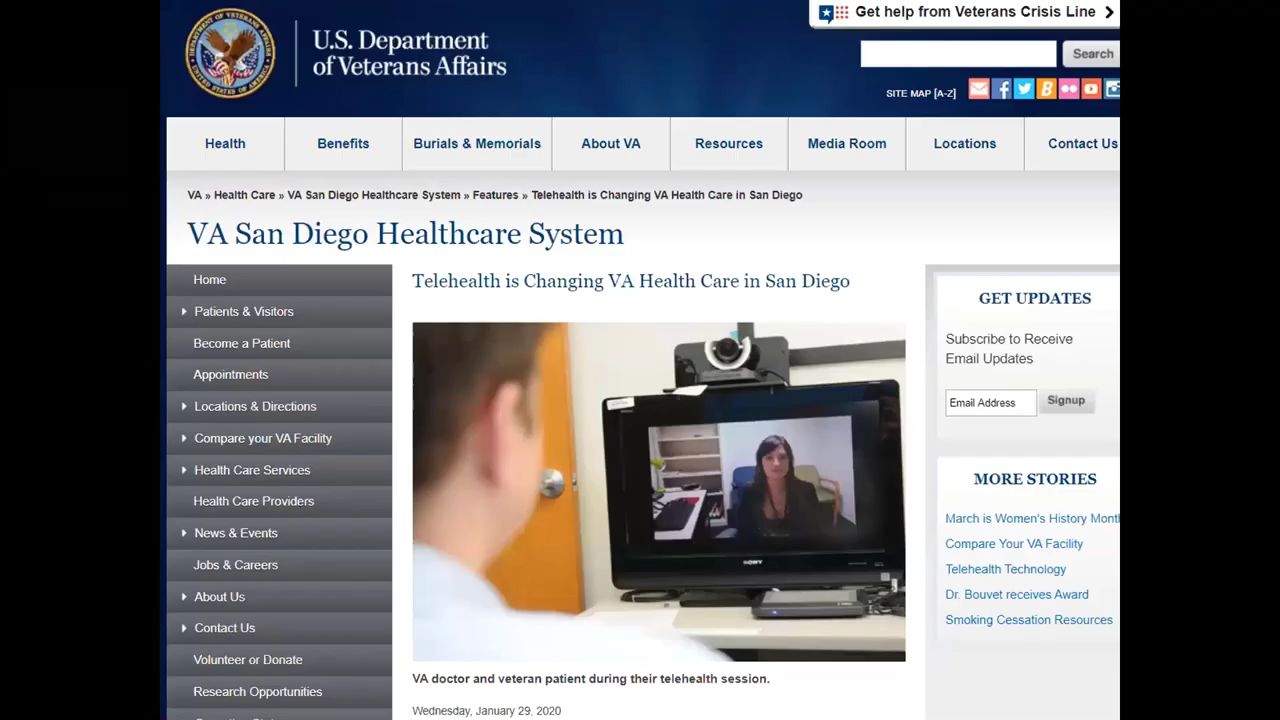 Get help from Veterans Crisis Line
U.S. Department
of Veterans Affairs
Search
SITE MAP [A-Z]
Health
Benefits
Burials & Memorials
About VA
Resources
Media Room
Locations
Contact Us
VA » Health Care » VA San Diego Healthcare System » Features » Telehealth is Changing VA Health Care in San Diego
VA San Diego Healthcare System
Home
Patients & Visitors
Become a Patient
Appointments
Locations & Directions
Compare your VA Facility
Health Care Services
Health Care Providers
News & Events
Jobs & Careers
About Us
Contact Us
Volunteer or Donate
Research Opportunities
Telehealth is Changing VA Health Care in San Diego
SONY
VA doctor and veteran patient during their telehealth session.
Wednesday, January 29, 2020
GET UPDATES
Subscribe to Receive
Email Updates
Email Address
Signup
MORE STORIES
March is Women's History Month
Compare Your VA Facility
Telehealth Technology
Dr. Bouvet receives Award
Smoking Cessation Resources